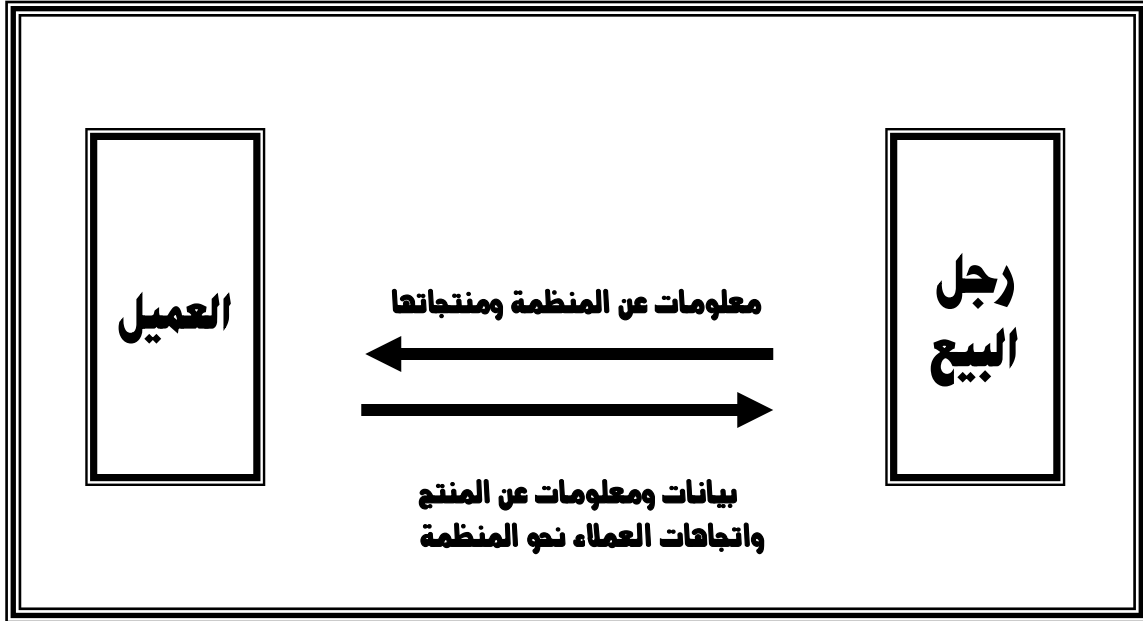 رجل
البيع
معلومات عن المنظمة ومنتجاتها
العميل
بيانات ومعلومات عن المنتج
واتجاهات العملاء نحو المنظمة